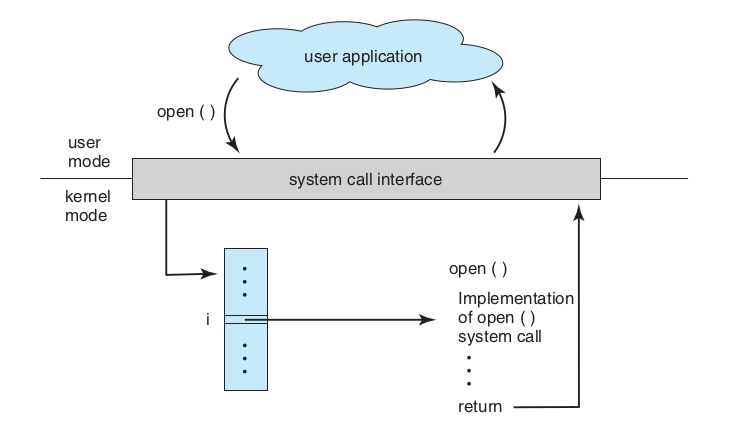 user application
open ( )
user
mode
system call interface
kernel
mode
open ( )
i
Implementation
of open ( )
system call
return